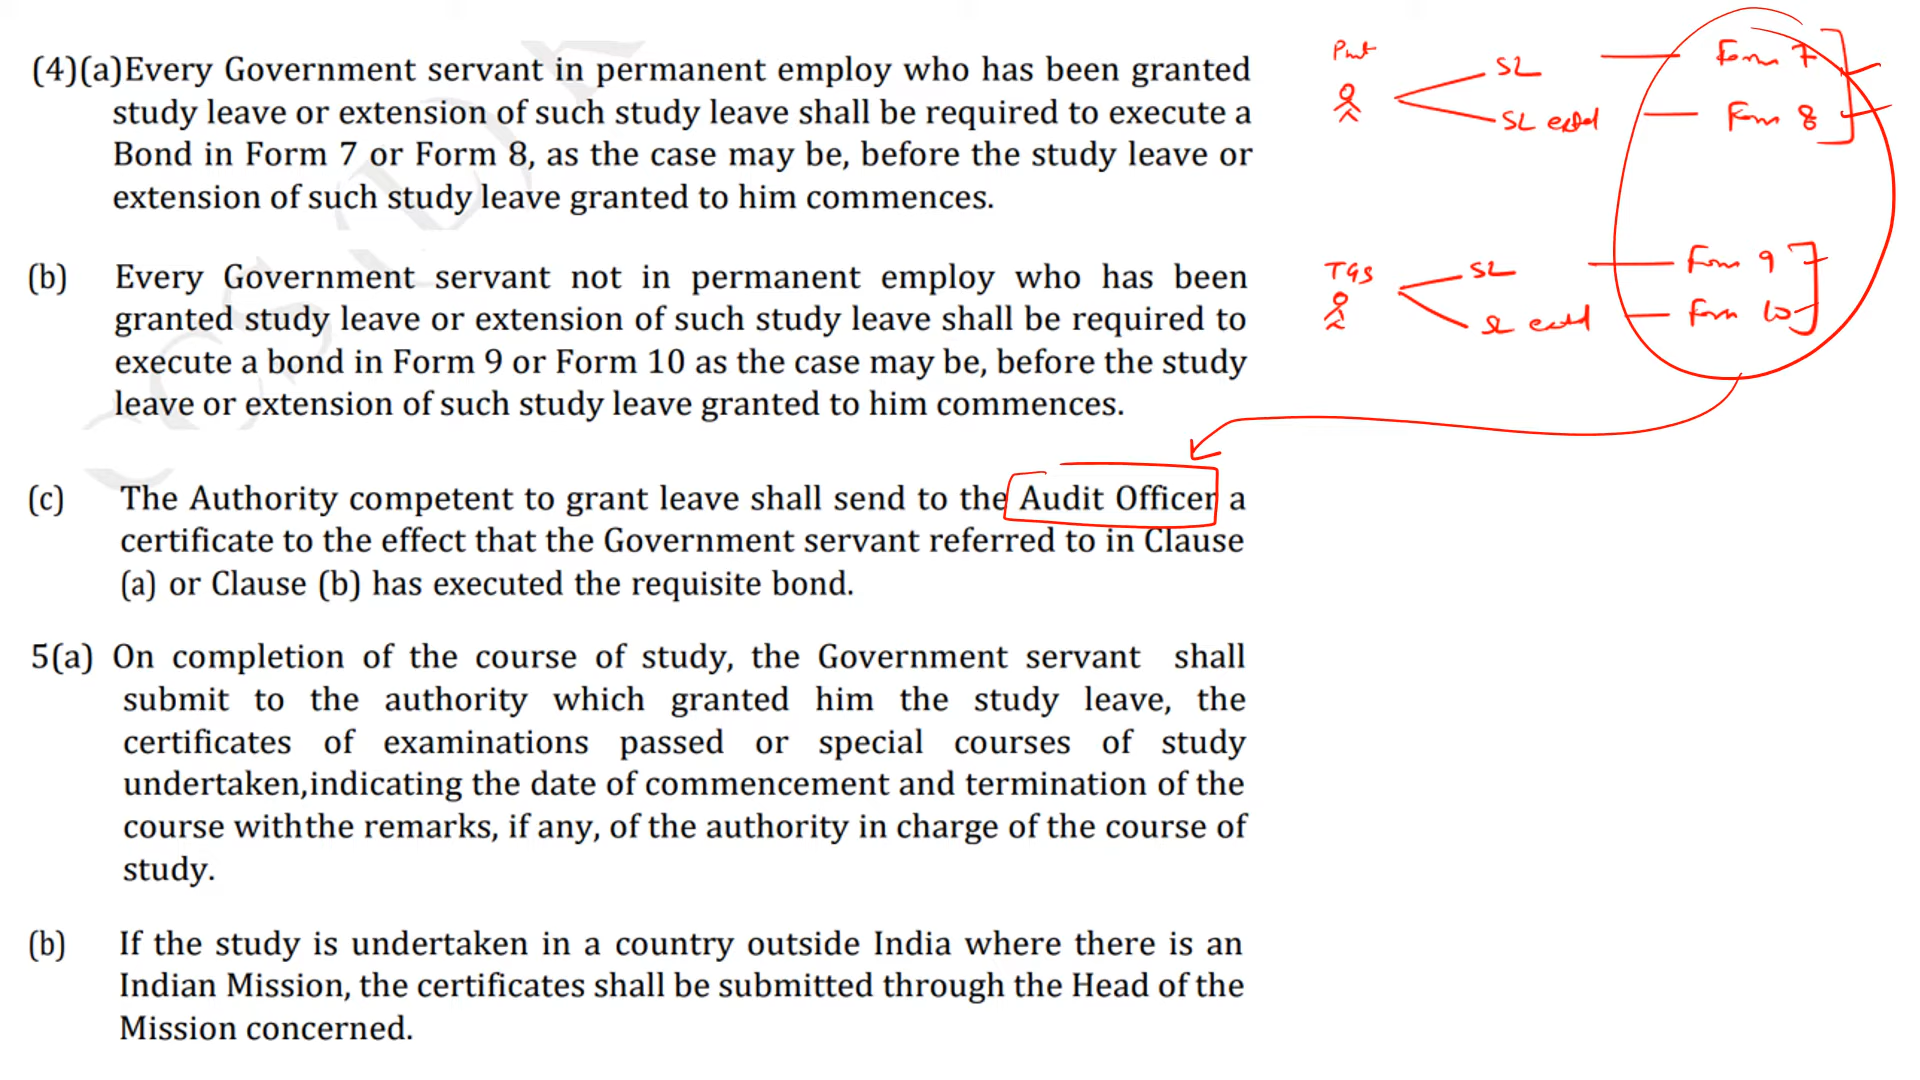 (4)(a)Every Government servant in permanent employ who has been granted
study leave or extension of such study leave shall be required to execute a
Bond in Form 7 or Form 8, as the case may be, before the study leave or
extension of such study leave granted to him commences.
(b) Every Government servant not in permanent employ who has been
granted study leave or extension of such study leave shall be required to
execute a bond in Form 9 or Form 10 as the case may be, before the study
leave or extension of such study leave granted to him commences.
(c) The Authority competent to grant leave shall send to the Audit Officer a
certificate to the effect that the Government servant referred to in Clause
(a) or Clause (b) has executed the requisite bond.
5(a) On completion of the course of study, the Government servant shall
submit to the authority which granted him the study leave, the
certificates of examinations passed or special courses of study
undertaken,indicating the date of commencement and termination of the
course withthe remarks, if any, of the authority in charge of the course of
study.
(b) If the study is undertaken in a country outside India where there is an
Indian Mission, the certificates shall be submitted through the Head of the
Mission concerned.
Pmt
SL Form 7
SL extd Form 8
TGS
SL Form 9
SL extd Form 10